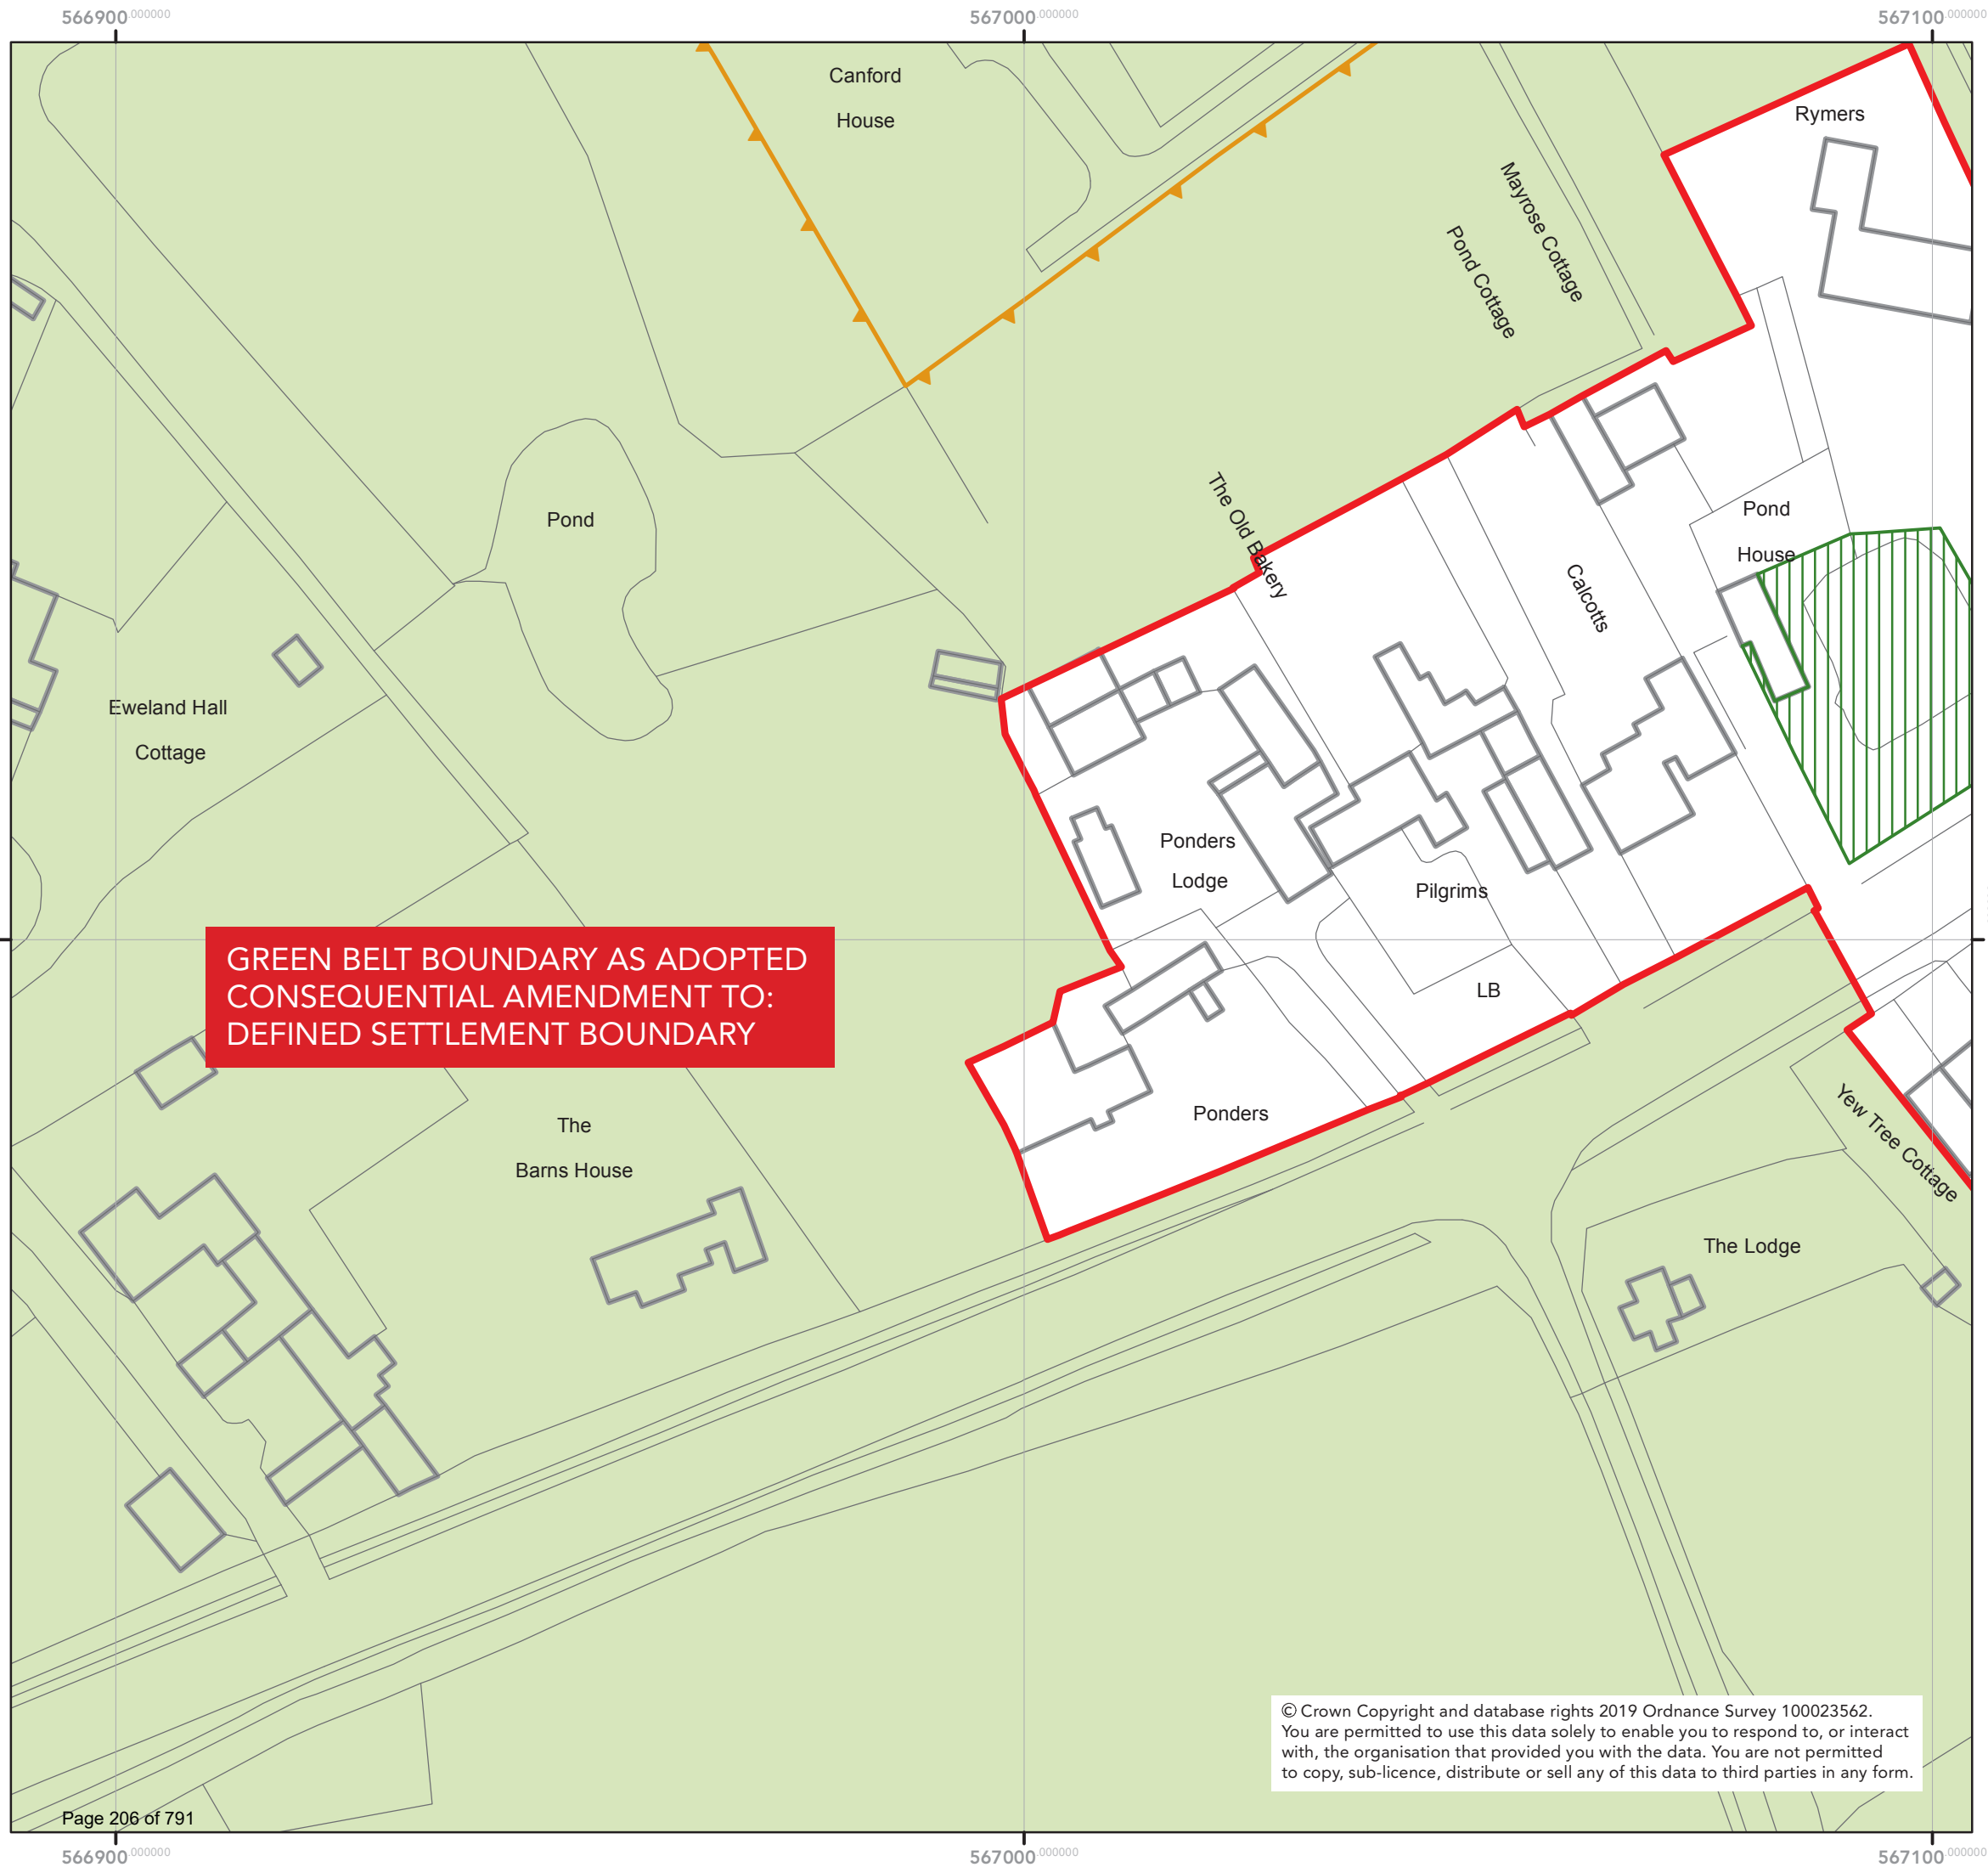 566900.000000
567000.000000
567100.000000
Canford
House
Rymers
Mayrose Cottage
Pond Cottage
The Old Bakery
Pond
Pond
House
Calcotts
Eweland Hall
Cottage
Ponders
Lodge
Pilgrims
LB
GREEN BELT BOUNDARY AS ADOPTED
CONSEQUENTIAL AMENDMENT TO:
DEFINED SETTLEMENT BOUNDARY
Ponders
The
Barns House
Yew Tree Cottage
The Lodge
© Crown Copyright and database rights 2019 Ordnance Survey 100023562.
You are permitted to use this data solely to enable you to respond to, or interact
with, the organisation that provided you with the data. You are not permitted
to copy, sub-licence, distribute or sell any of this data to third parties in any form.
Page 206 of 791
566900.000000
567000.000000
567100.000000